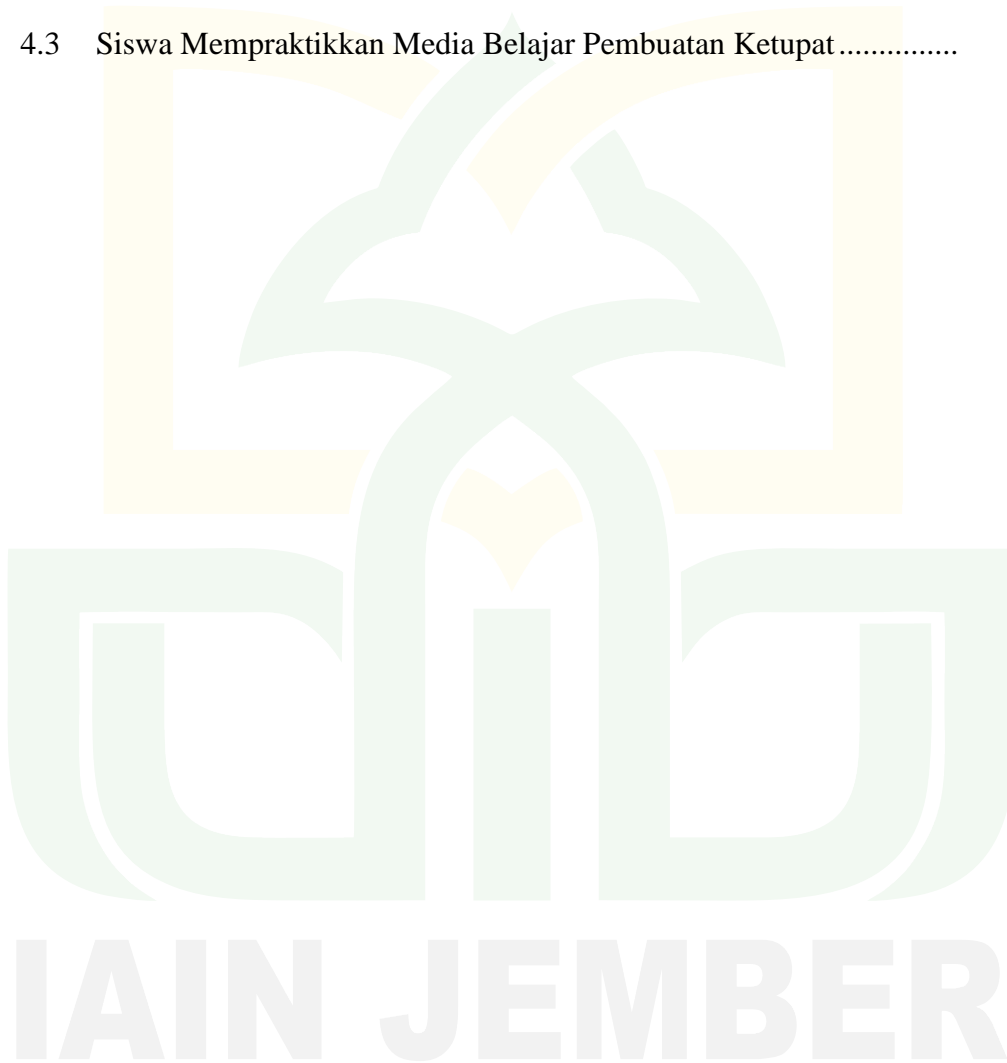 4.3 Siswa Mempraktikkan Media Belajar Pembuatan Ketupat ...............
IAIN JEMBER